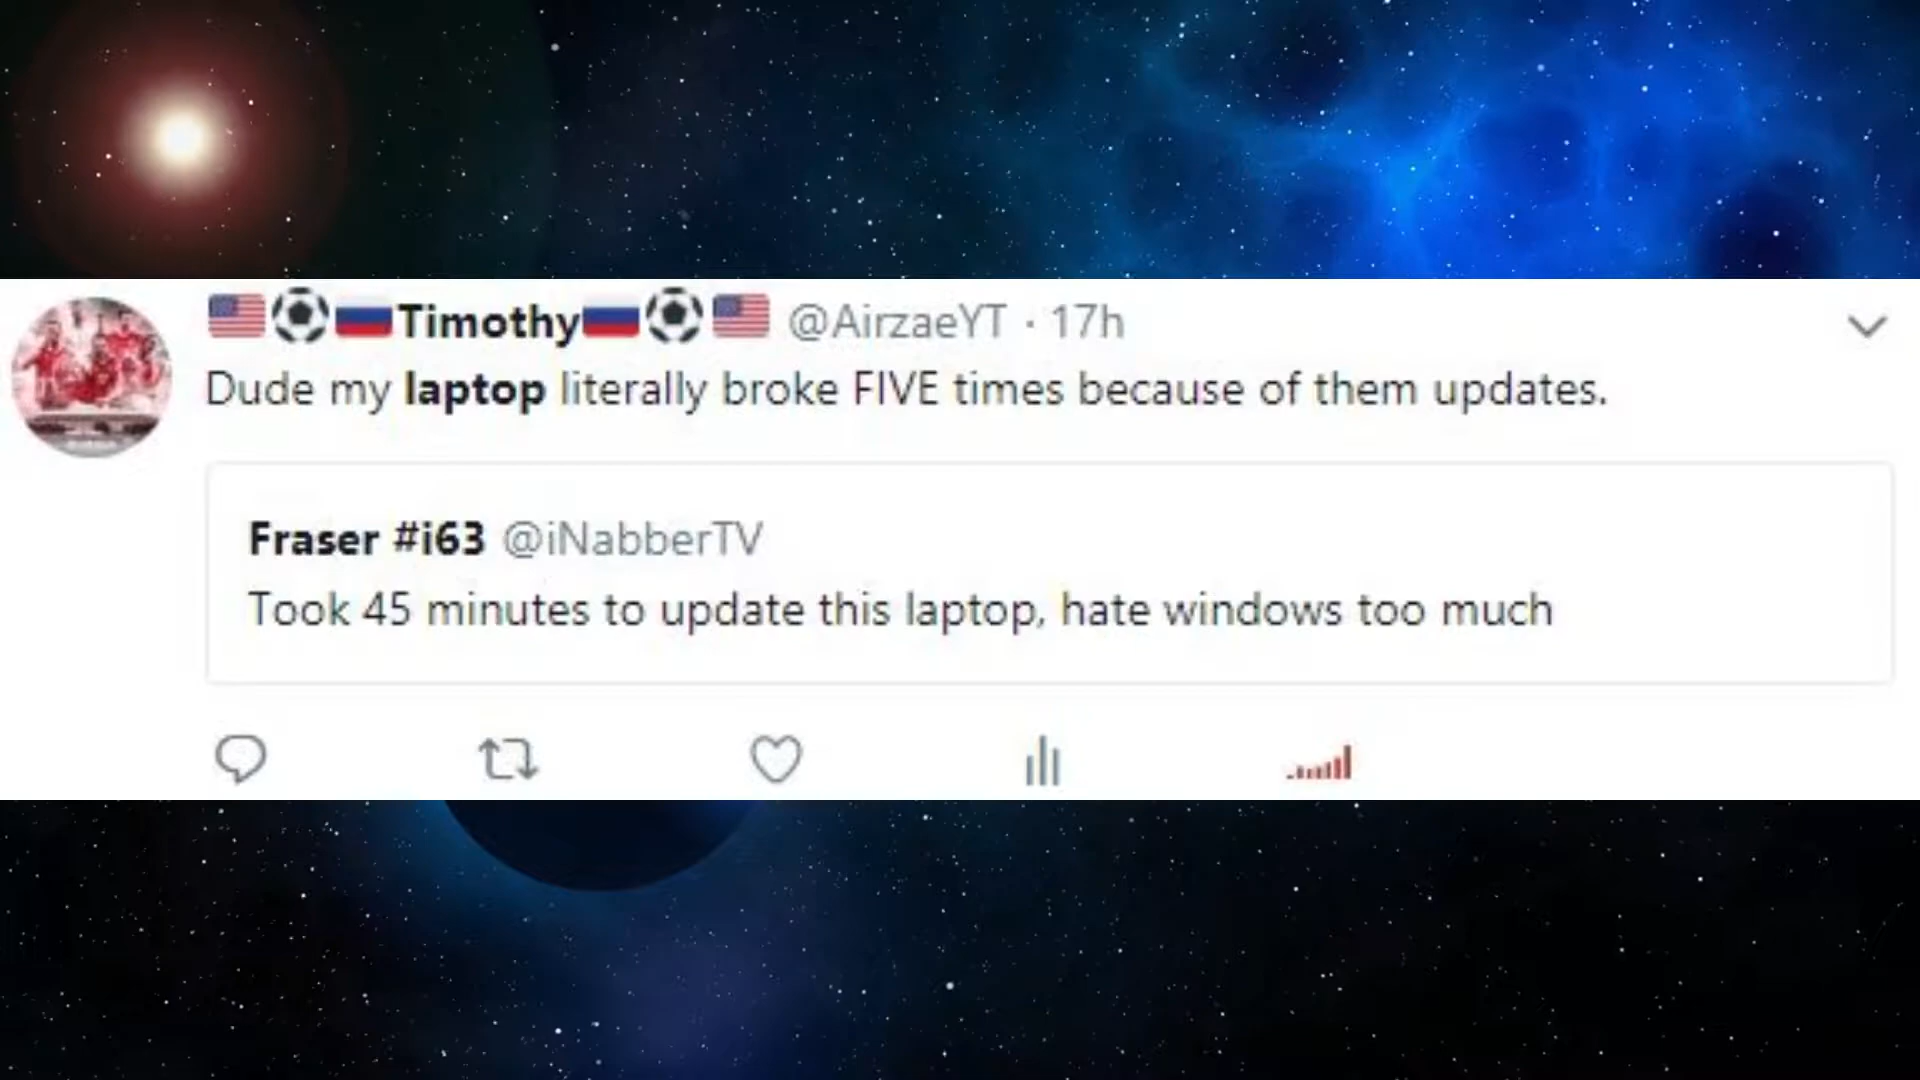 🇺🇸⚽🇷🇺Timothy🇷🇺⚽🇺🇸 @AirzaeYT · 17h
Dude my laptop literally broke FIVE times because of them updates.
Fraser #i63 @iNabberTV
Took 45 minutes to update this laptop, hate windows too much